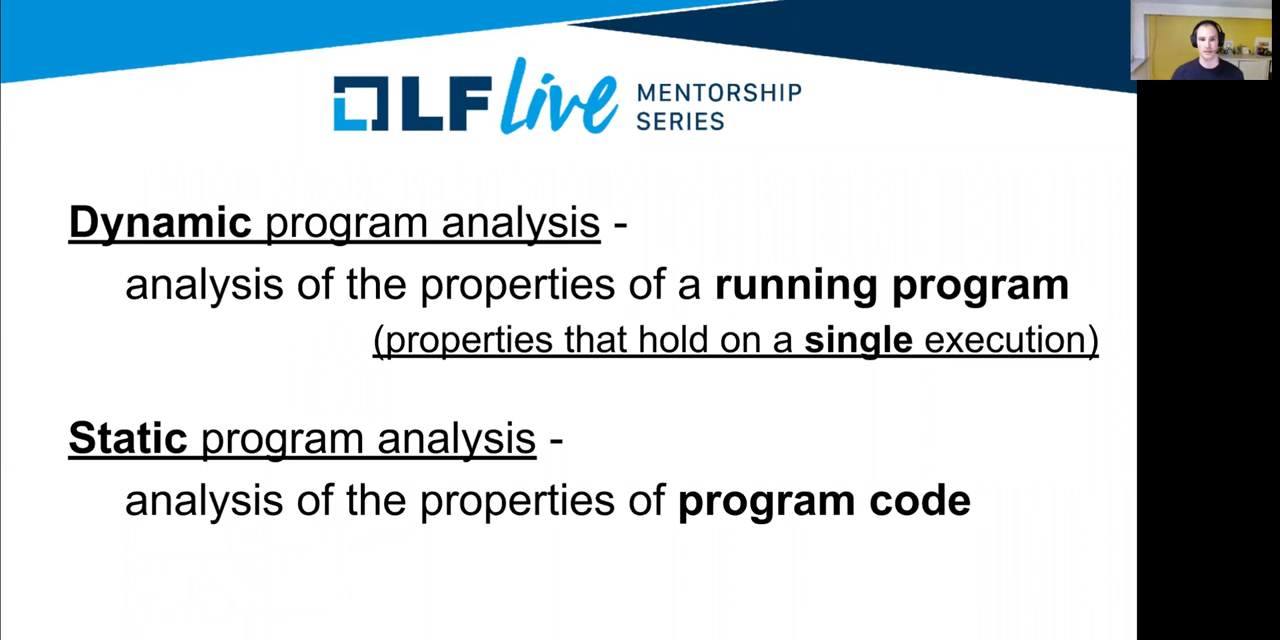 LF Live MENTORSHIP
SERIES
Dynamic program analysis -
analysis of the properties of a running program
(properties that hold on a single execution)
Static program analysis -
analysis of the properties of program code